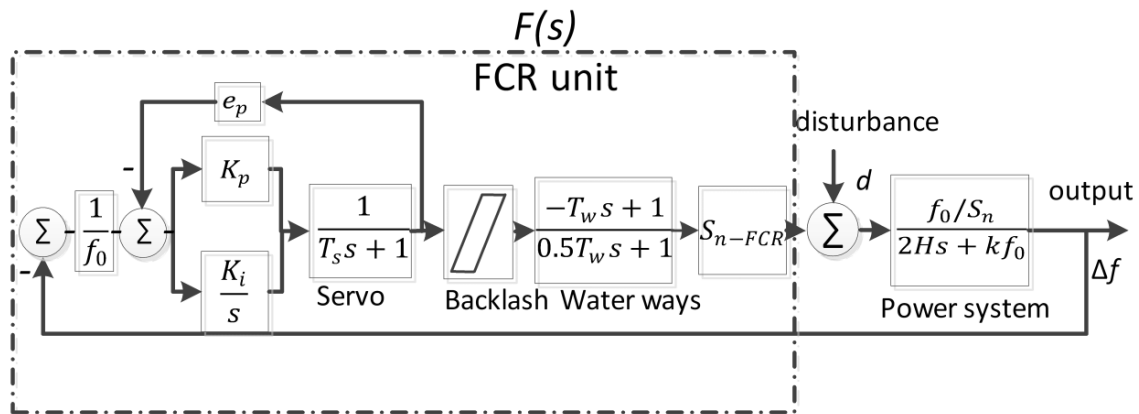 F(s)
FCR unit
e_p
disturbance
-
K_p
d
output
Σ
1/f_0
Σ
1/(T_s s + 1)
(-T_w s + 1)/(0.5T_w s + 1)
S_{n-FCR}
Σ
(f_0/S_n)/(2Hs + kf_0)
-
K_i/s
Δf
Servo
Backlash
Water ways
Power system